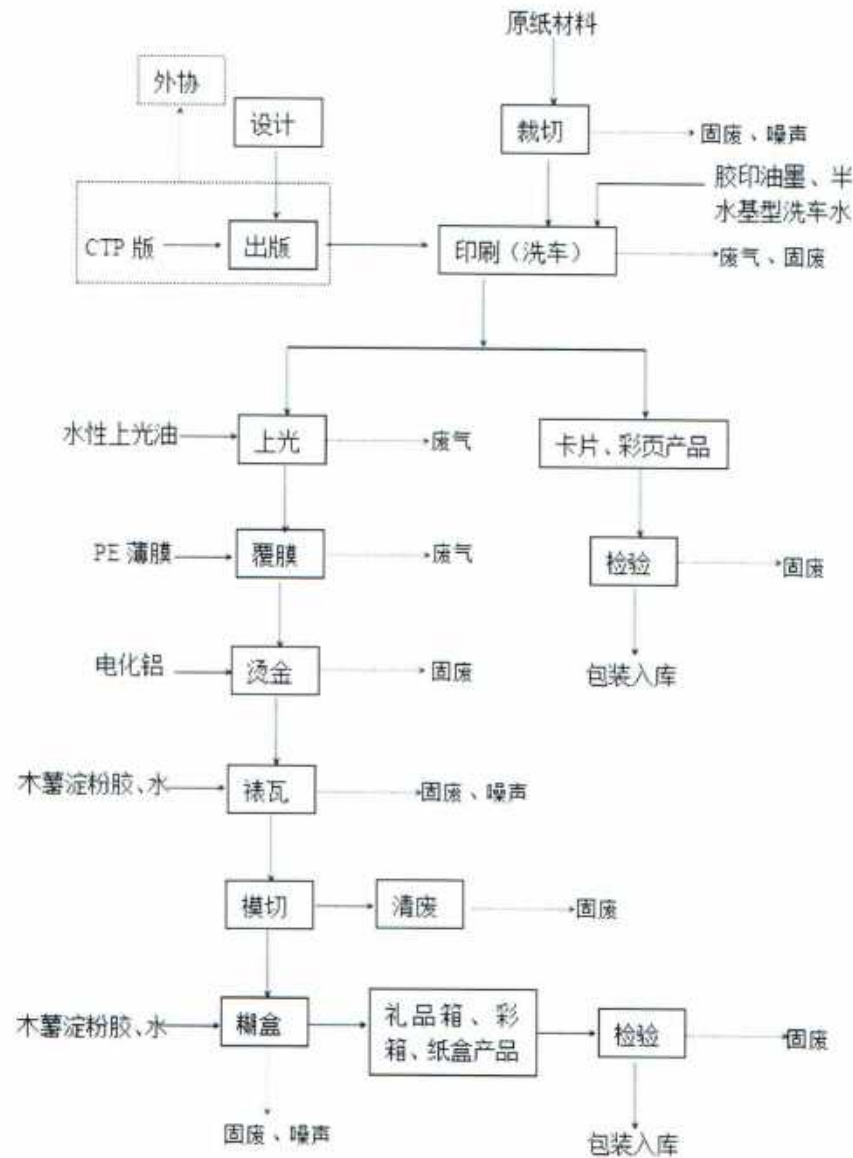 原纸材料
外协
设计
裁切
固废、噪声
胶印油墨、半
水基型洗车水
CTP 版
出版
印刷（洗车）
废气、固废
水性上光油
上光
废气
卡片、彩页产品
PE 薄膜
覆膜
废气
检验
固废
电化铝
烫金
固废
包装入库
木薯淀粉胶、水
裱瓦
固废、噪声
模切
清废
固废
木薯淀粉胶、水
糊盒
礼品箱、彩
箱、纸盒产品
检验
固废
固废、噪声
包装入库